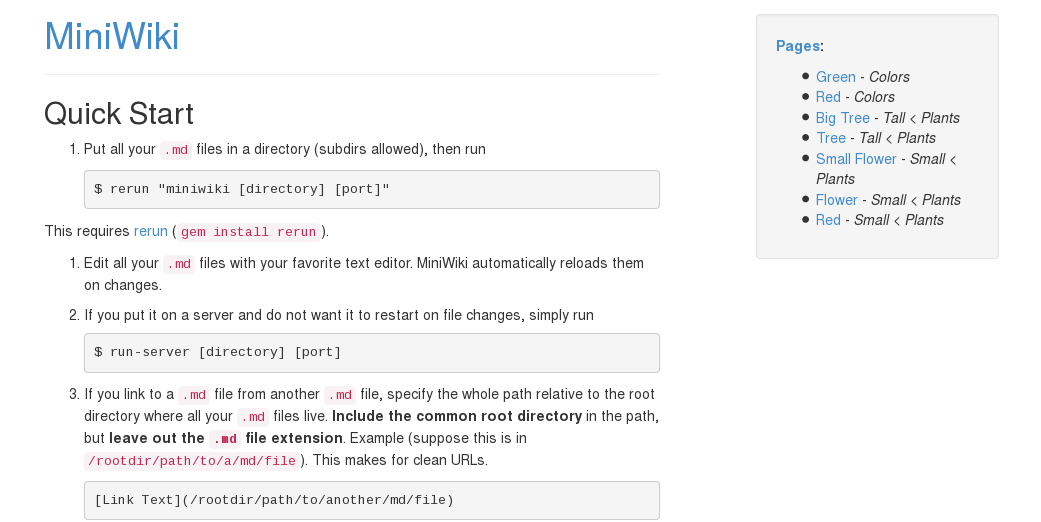 MiniWiki
Quick Start
1. Put all your .md files in a directory (subdirs allowed), then run
$ rerun "miniwiki [directory] [port]"
This requires rerun (gem install rerun).
1. Edit all your .md files with your favorite text editor. MiniWiki automatically reloads them
on changes.
2. If you put it on a server and do not want it to restart on file changes, simply run
$ run-server [directory] [port]
3. If you link to a .md file from another .md file, specify the whole path relative to the root
directory where all your .md files live. Include the common root directory in the path,
but leave out the .md file extension. Example (suppose this is in
/rootdir/path/to/a/md/file). This makes for clean URLs.
[Link Text](/rootdir/path/to/another/md/file)
Pages:
• Green - Colors
• Red - Colors
• Big Tree - Tall < Plants
• Tree - Tall < Plants
• Small Flower - Small <
Plants
• Flower - Small < Plants
• Red - Small < Plants